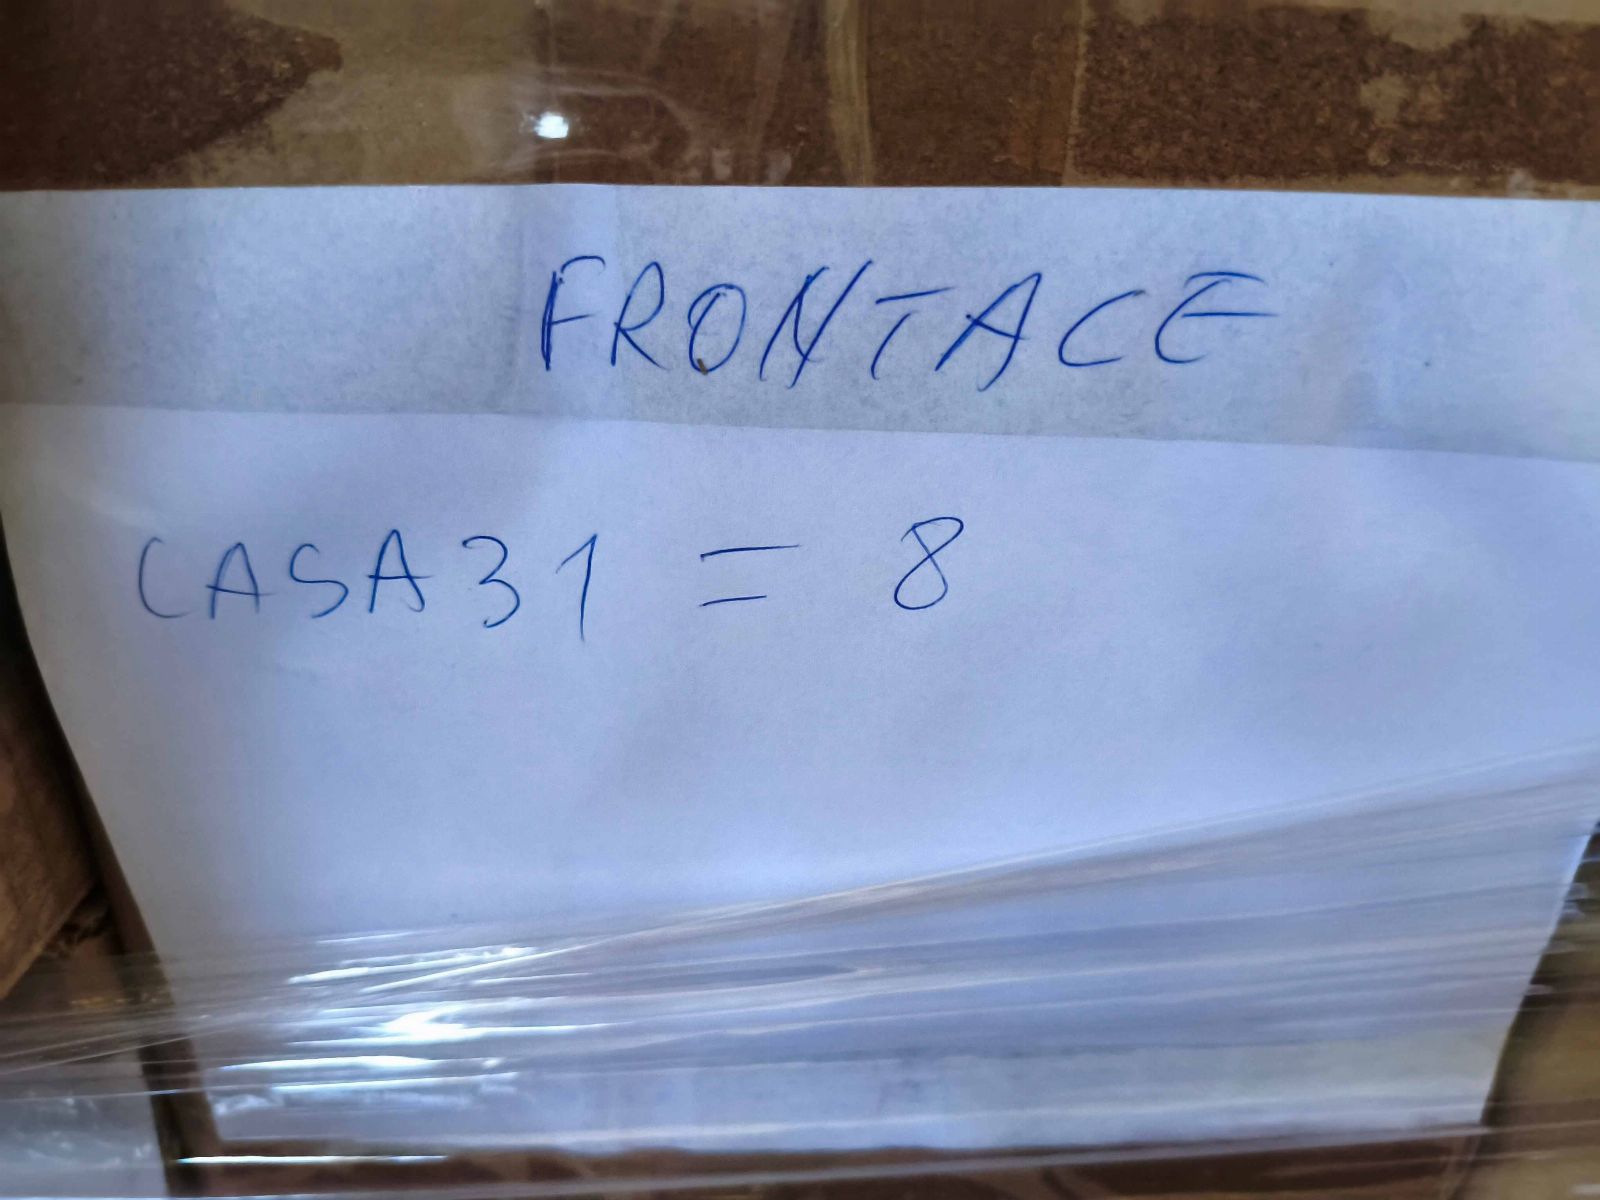 FRONTACE
CASA31 = 8